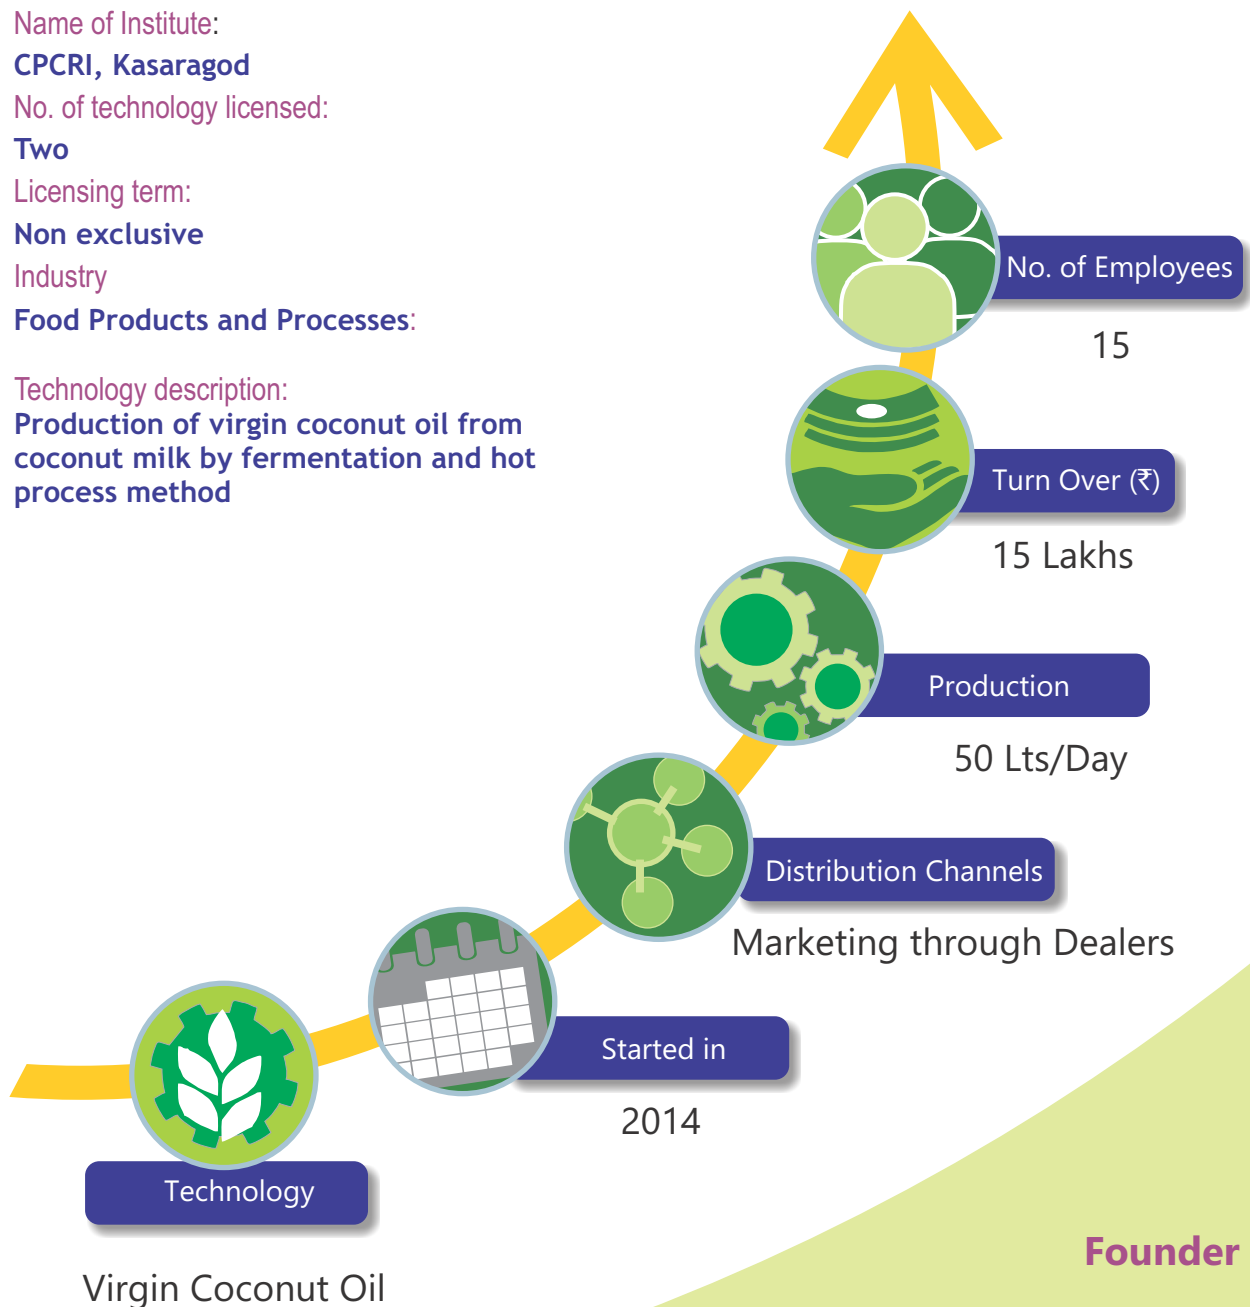 Name of Institute:
CPCRI, Kasaragod
No. of technology licensed:
Two
Licensing term:
Non exclusive
Industry
Food Products and Processes:
Technology description:
Production of virgin coconut oil from
coconut milk by fermentation and hot
process method
No. of Employees
15
Turn Over (₹)
15 Lakhs
Production
50 Lts/Day
Distribution Channels
Marketing through Dealers
Started in
2014
Technology
Virgin Coconut Oil
Founder